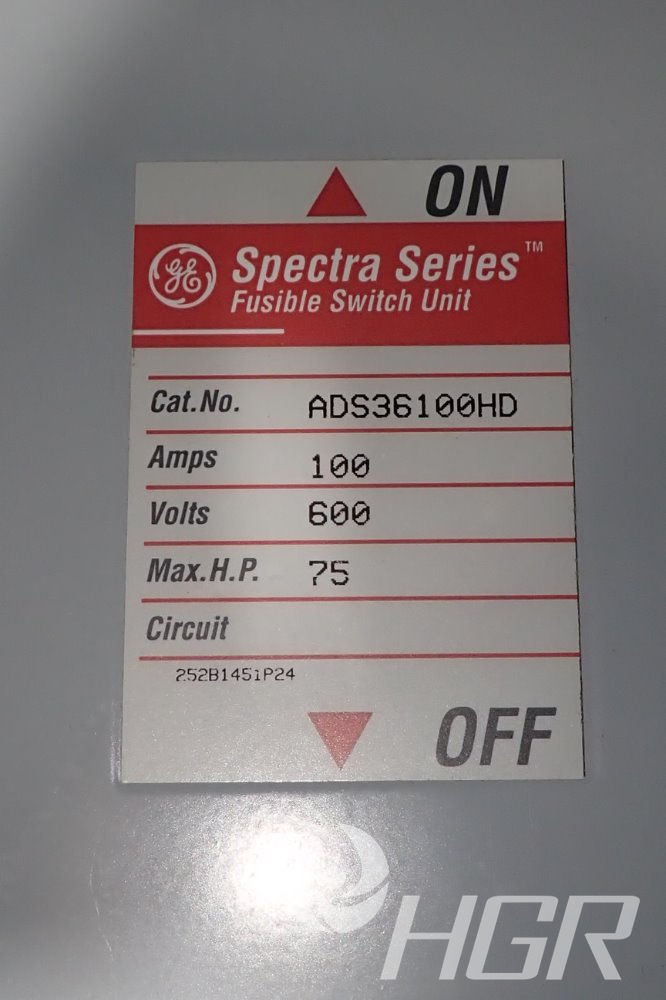 ON
GE
Spectra Series™
Fusible Switch Unit
Cat.No. ADS36100HD
Amps 100
Volts 600
Max.H.P. 75
Circuit
252B1451P24
OFF
HGR